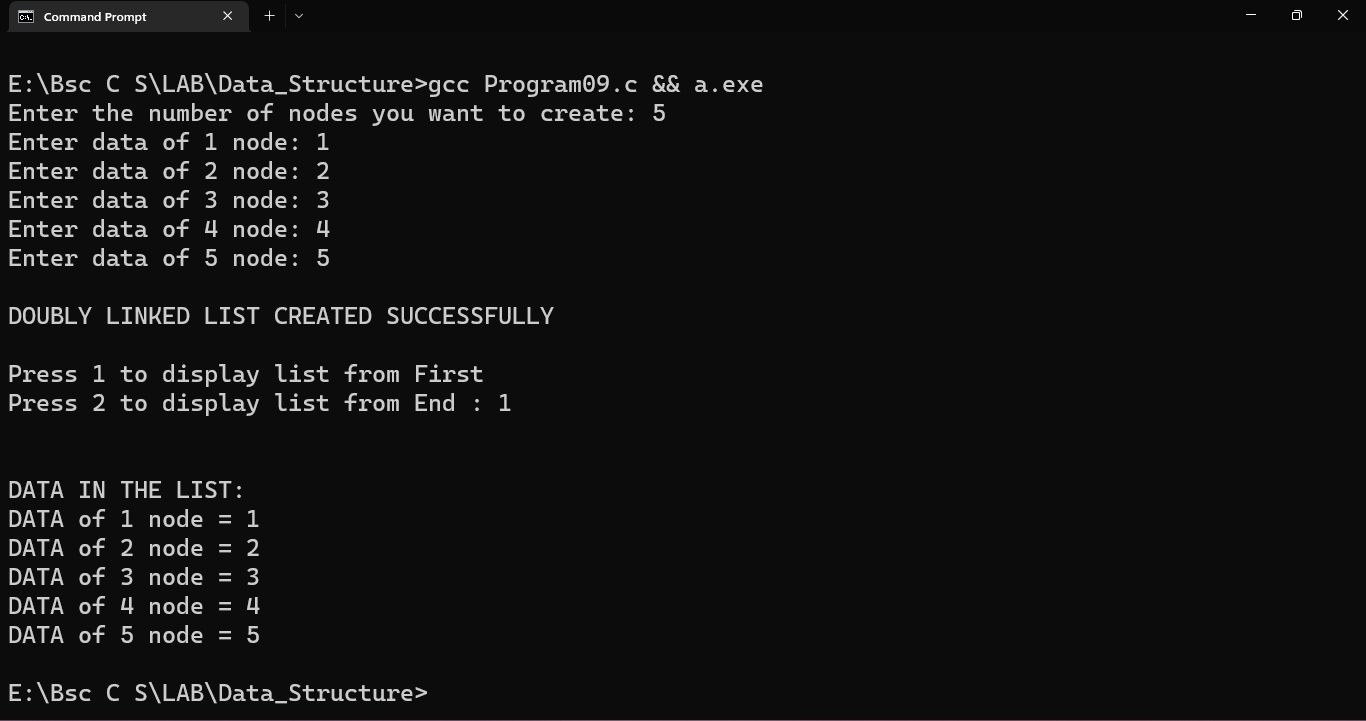 Command Prompt
E:\Bsc C S\LAB\Data_Structure>gcc Program09.c && a.exe
Enter the number of nodes you want to create: 5
Enter data of 1 node: 1
Enter data of 2 node: 2
Enter data of 3 node: 3
Enter data of 4 node: 4
Enter data of 5 node: 5
DOUBLY LINKED LIST CREATED SUCCESSFULLY
Press 1 to display list from First
Press 2 to display list from End : 1
DATA IN THE LIST:
DATA of 1 node = 1
DATA of 2 node = 2
DATA of 3 node = 3
DATA of 4 node = 4
DATA of 5 node = 5
E:\Bsc C S\LAB\Data_Structure>